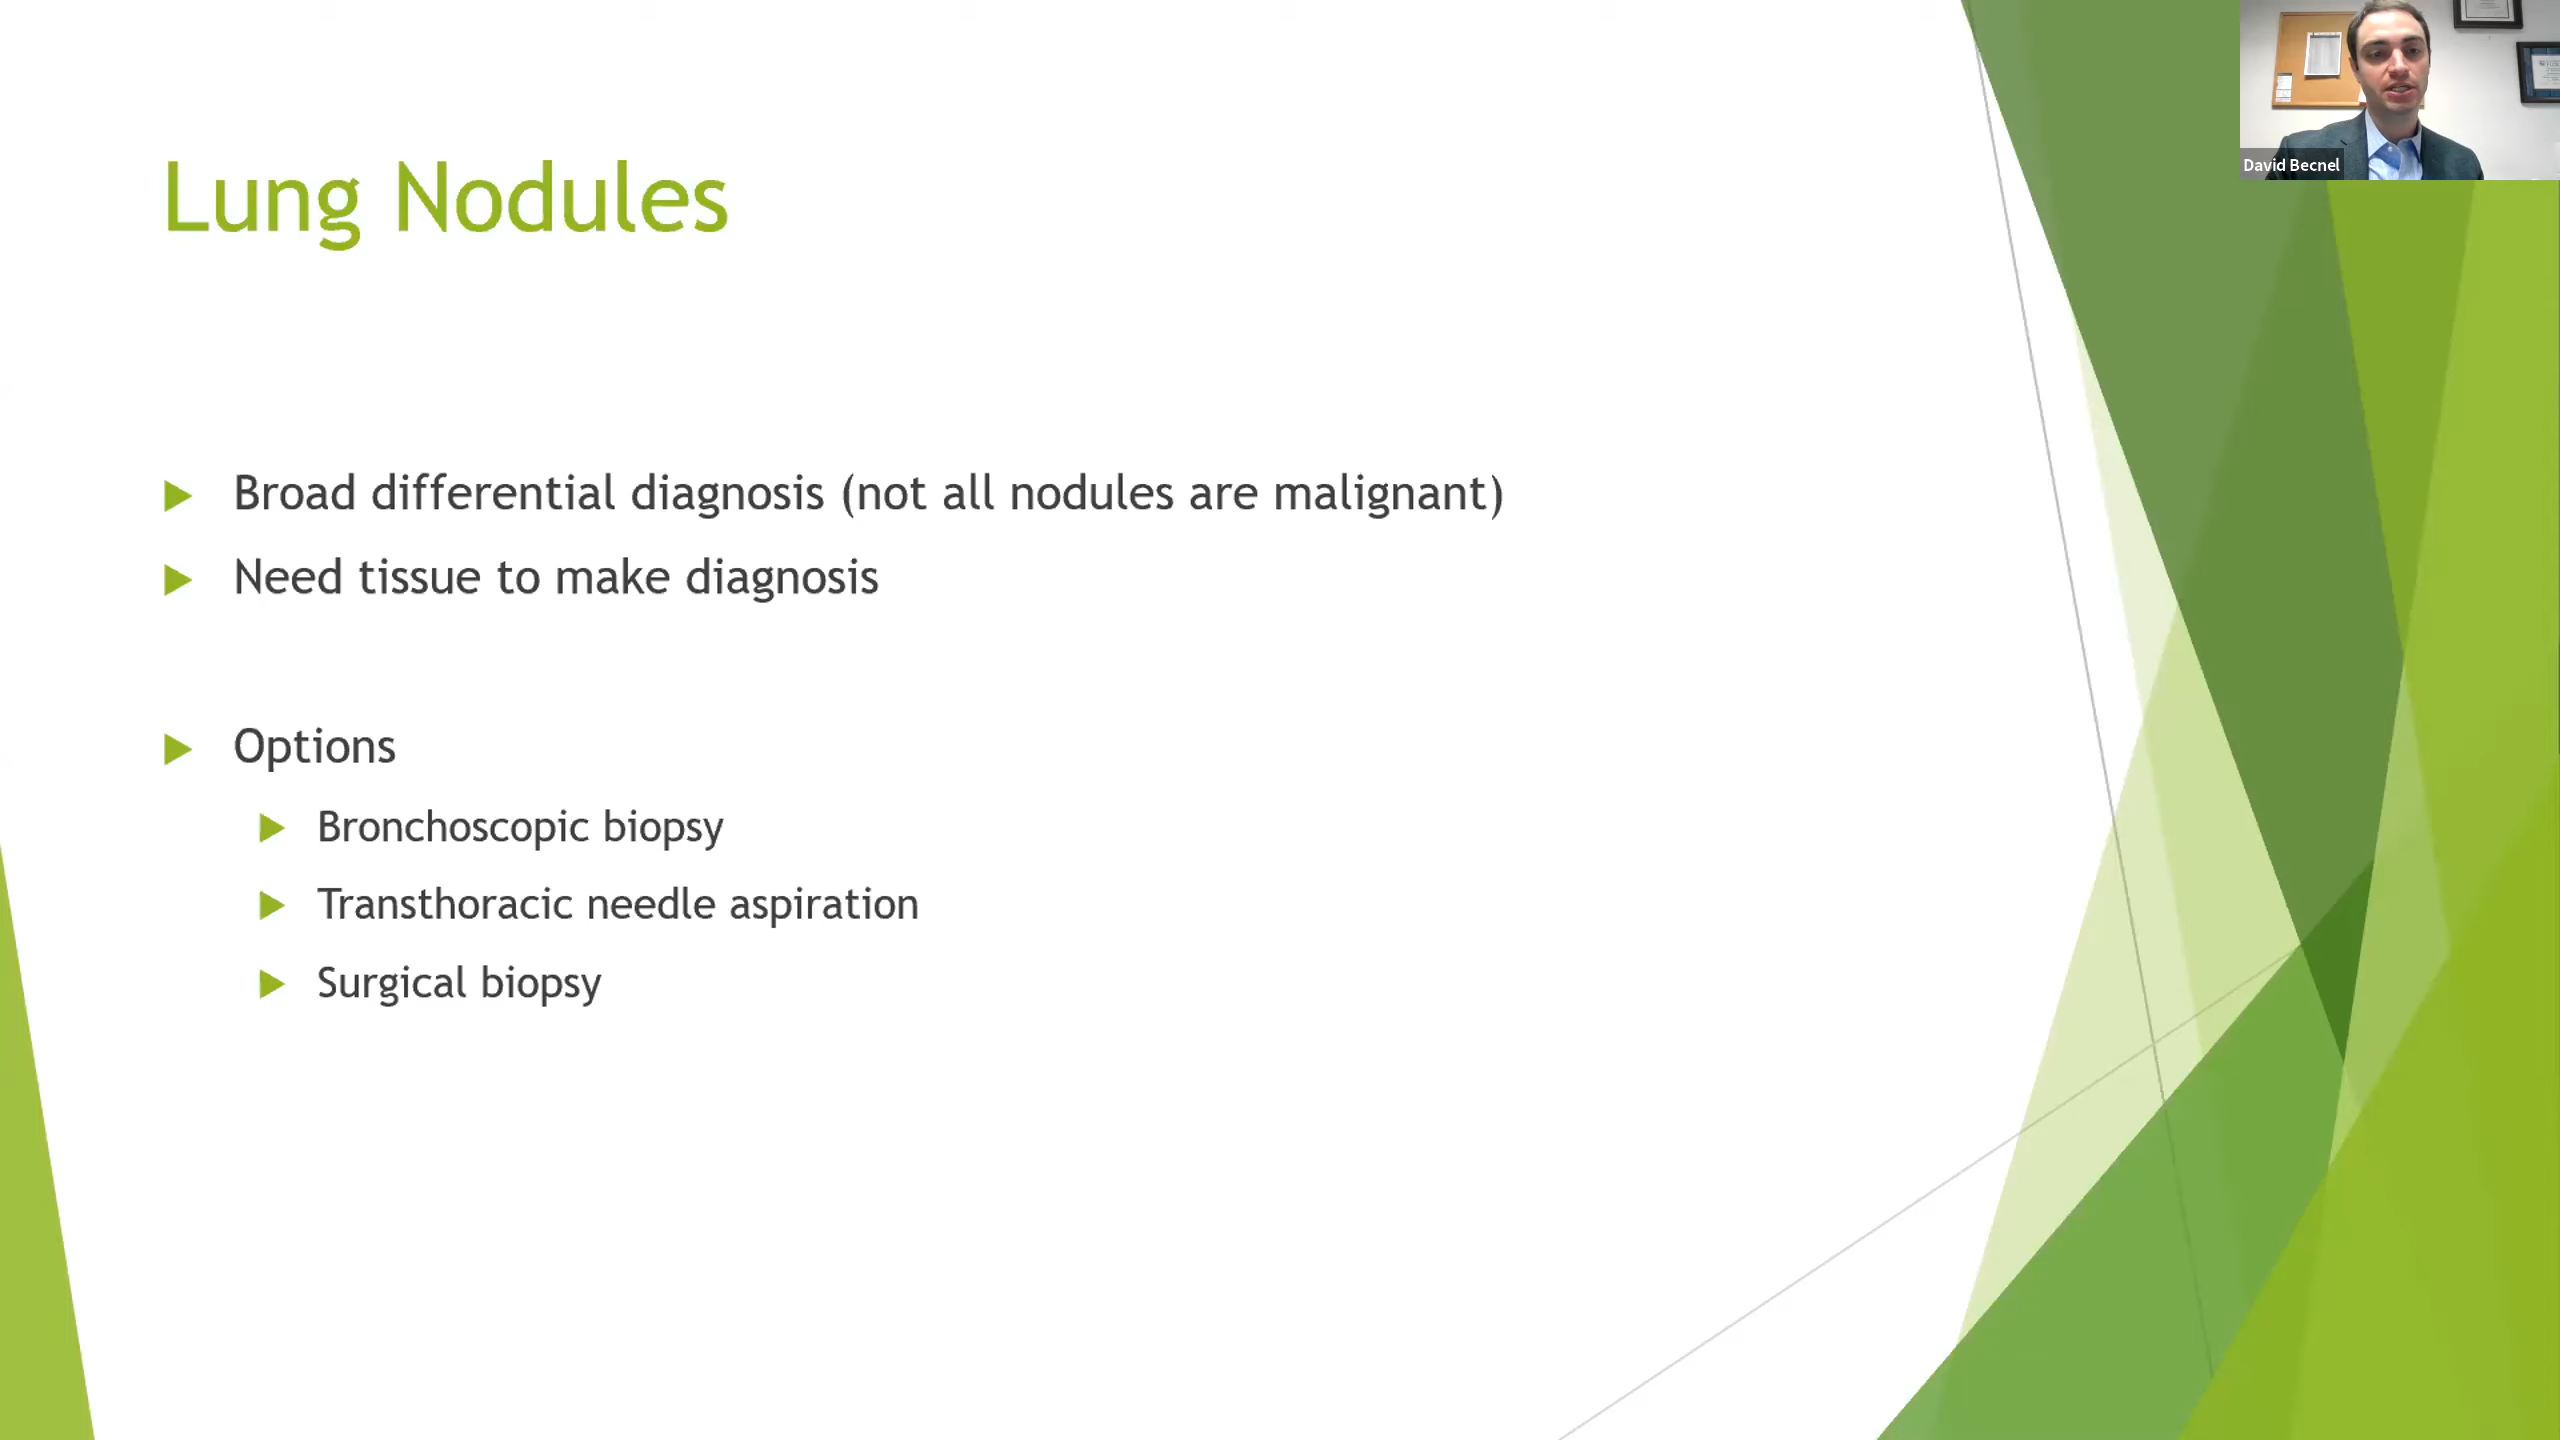 David Becnel
Lung Nodules
Broad differential diagnosis (not all nodules are malignant)
Need tissue to make diagnosis
Options
Bronchoscopic biopsy
Transthoracic needle aspiration
Surgical biopsy